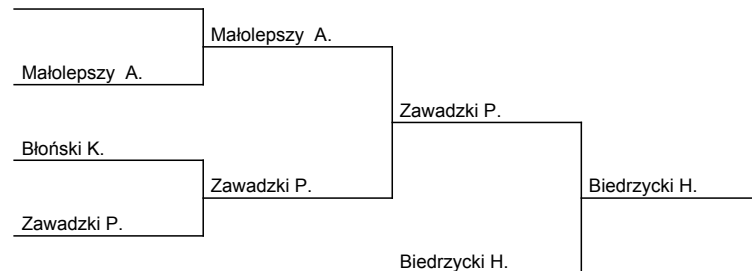 Małolepszy  A.
Małolepszy  A.
Zawadzki P.
Błoński K.
Zawadzki P.
Biedrzycki H.
Zawadzki P.
Biedrzycki H.